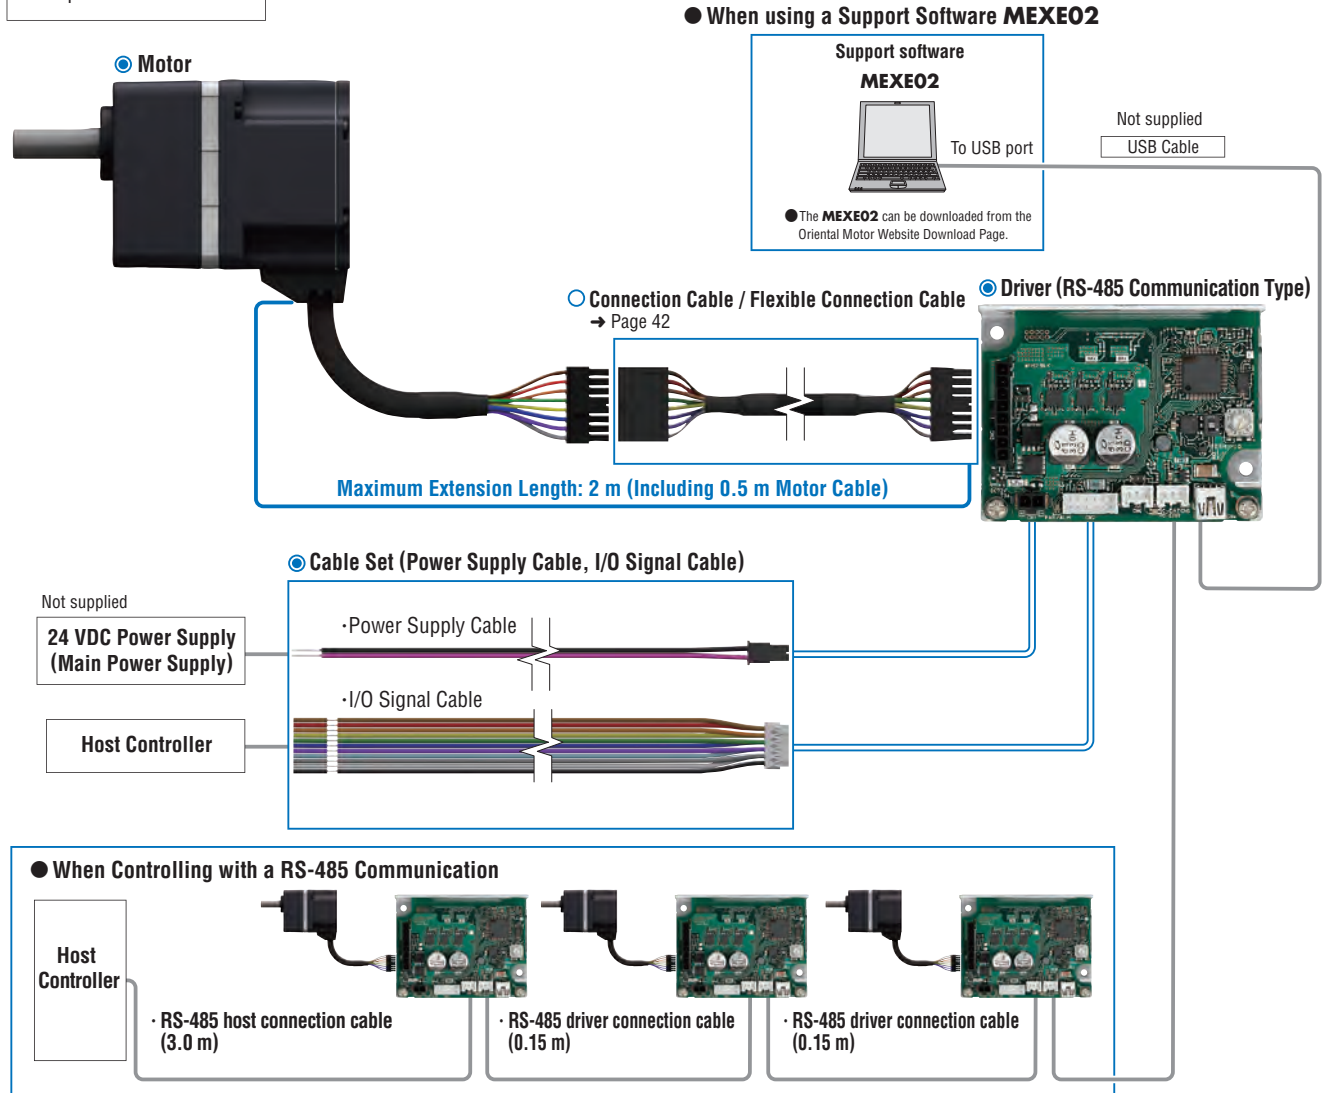 ● When using a Support Software MEXE02
Support software
MEXE02
To USB port
Not supplied
USB Cable
● The MEXE02 can be downloaded from the
Oriental Motor Website Download Page.
◉ Motor
○ Connection Cable / Flexible Connection Cable
→ Page 42
◉ Driver (RS-485 Communication Type)
Maximum Extension Length: 2 m (Including 0.5 m Motor Cable)
◉ Cable Set (Power Supply Cable, I/O Signal Cable)
Not supplied
24 VDC Power Supply
(Main Power Supply)
·Power Supply Cable
·I/O Signal Cable
Host Controller
● When Controlling with a RS-485 Communication
Host
Controller
· RS-485 host connection cable
(3.0 m)
· RS-485 driver connection cable
(0.15 m)
· RS-485 driver connection cable
(0.15 m)